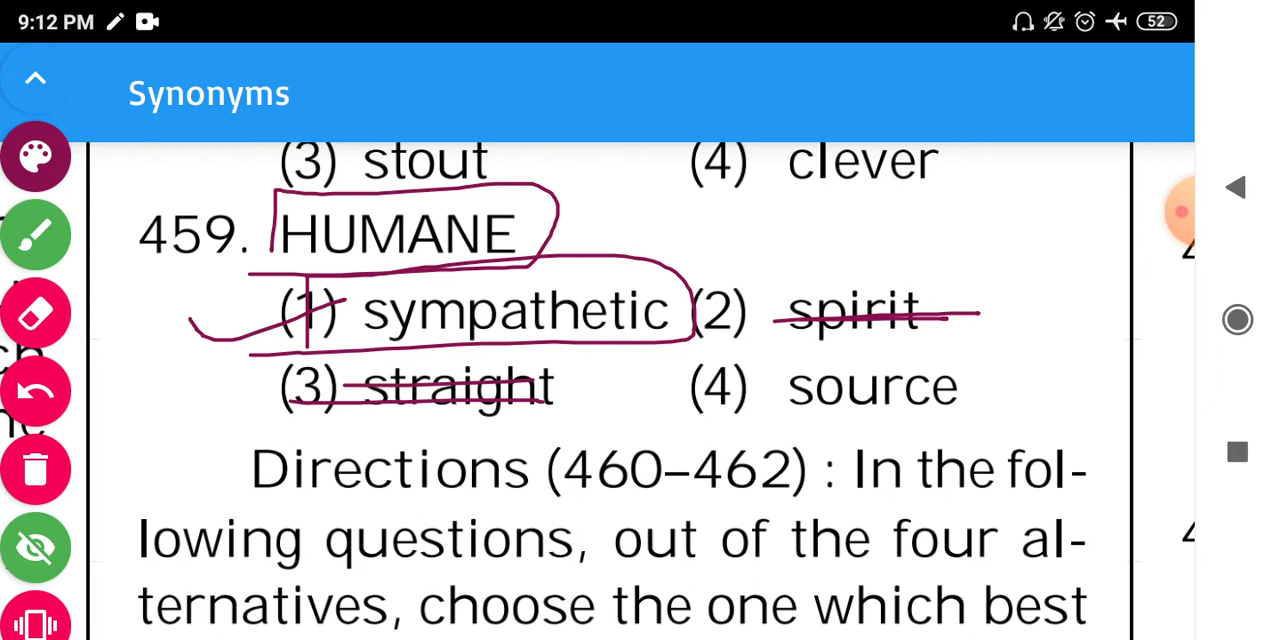 9:12 PM
52
Synonyms
(3) stout (4) clever
459. HUMANE
(1) sympathetic (2) spirit
(3) straight (4) source
Directions (460–462) : In the fol-
lowing questions, out of the four al-
ternatives, choose the one which best